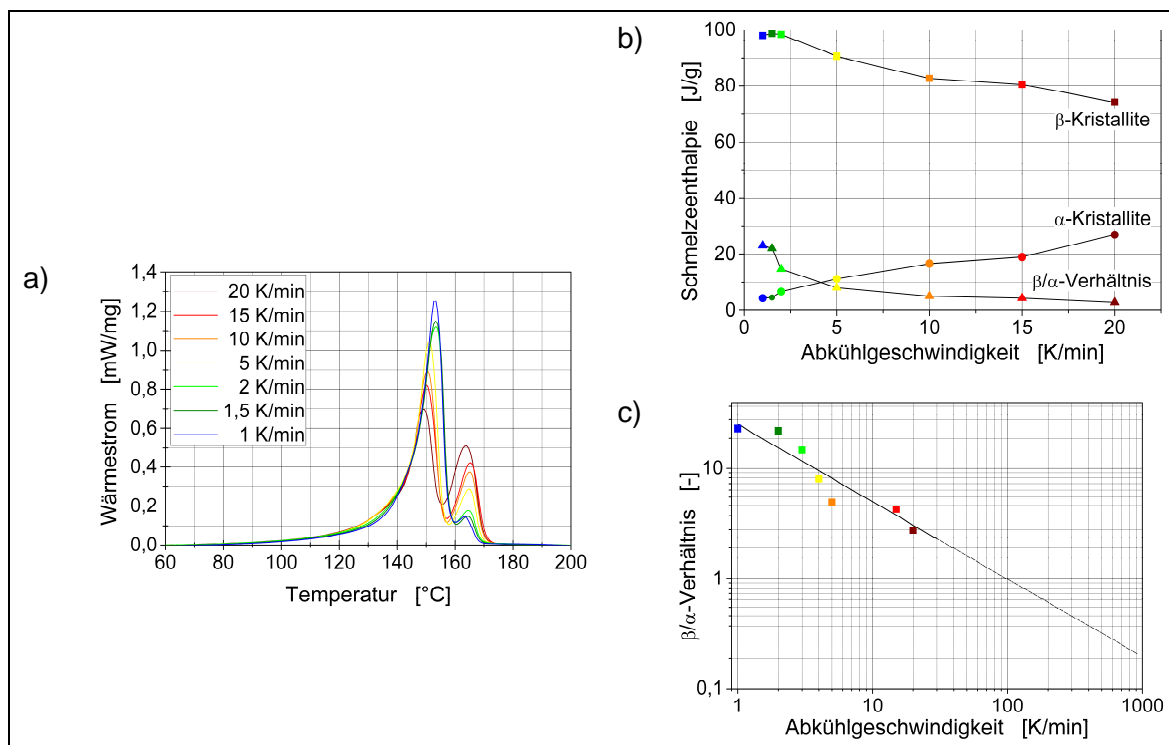 a)
1,4
1,2
1,0
0,8
0,6
0,4
0,2
0,0
Wärmestrom [mW/mg]
20 K/min
15 K/min
10 K/min
5 K/min
2 K/min
1,5 K/min
1 K/min
60 80 100 120 140 160 180 200
Temperatur [°C]
b)
100
80
60
40
20
0
Schmelzeenthalpie [J/g]
β-Kristallite
α-Kristallite
β/α-Verhältnis
0 5 10 15 20
Abkühlgeschwindigkeit [K/min]
c)
10
1
0,1
β/α-Verhältnis [-]
1 10 100 1000
Abkühlgeschwindigkeit [K/min]